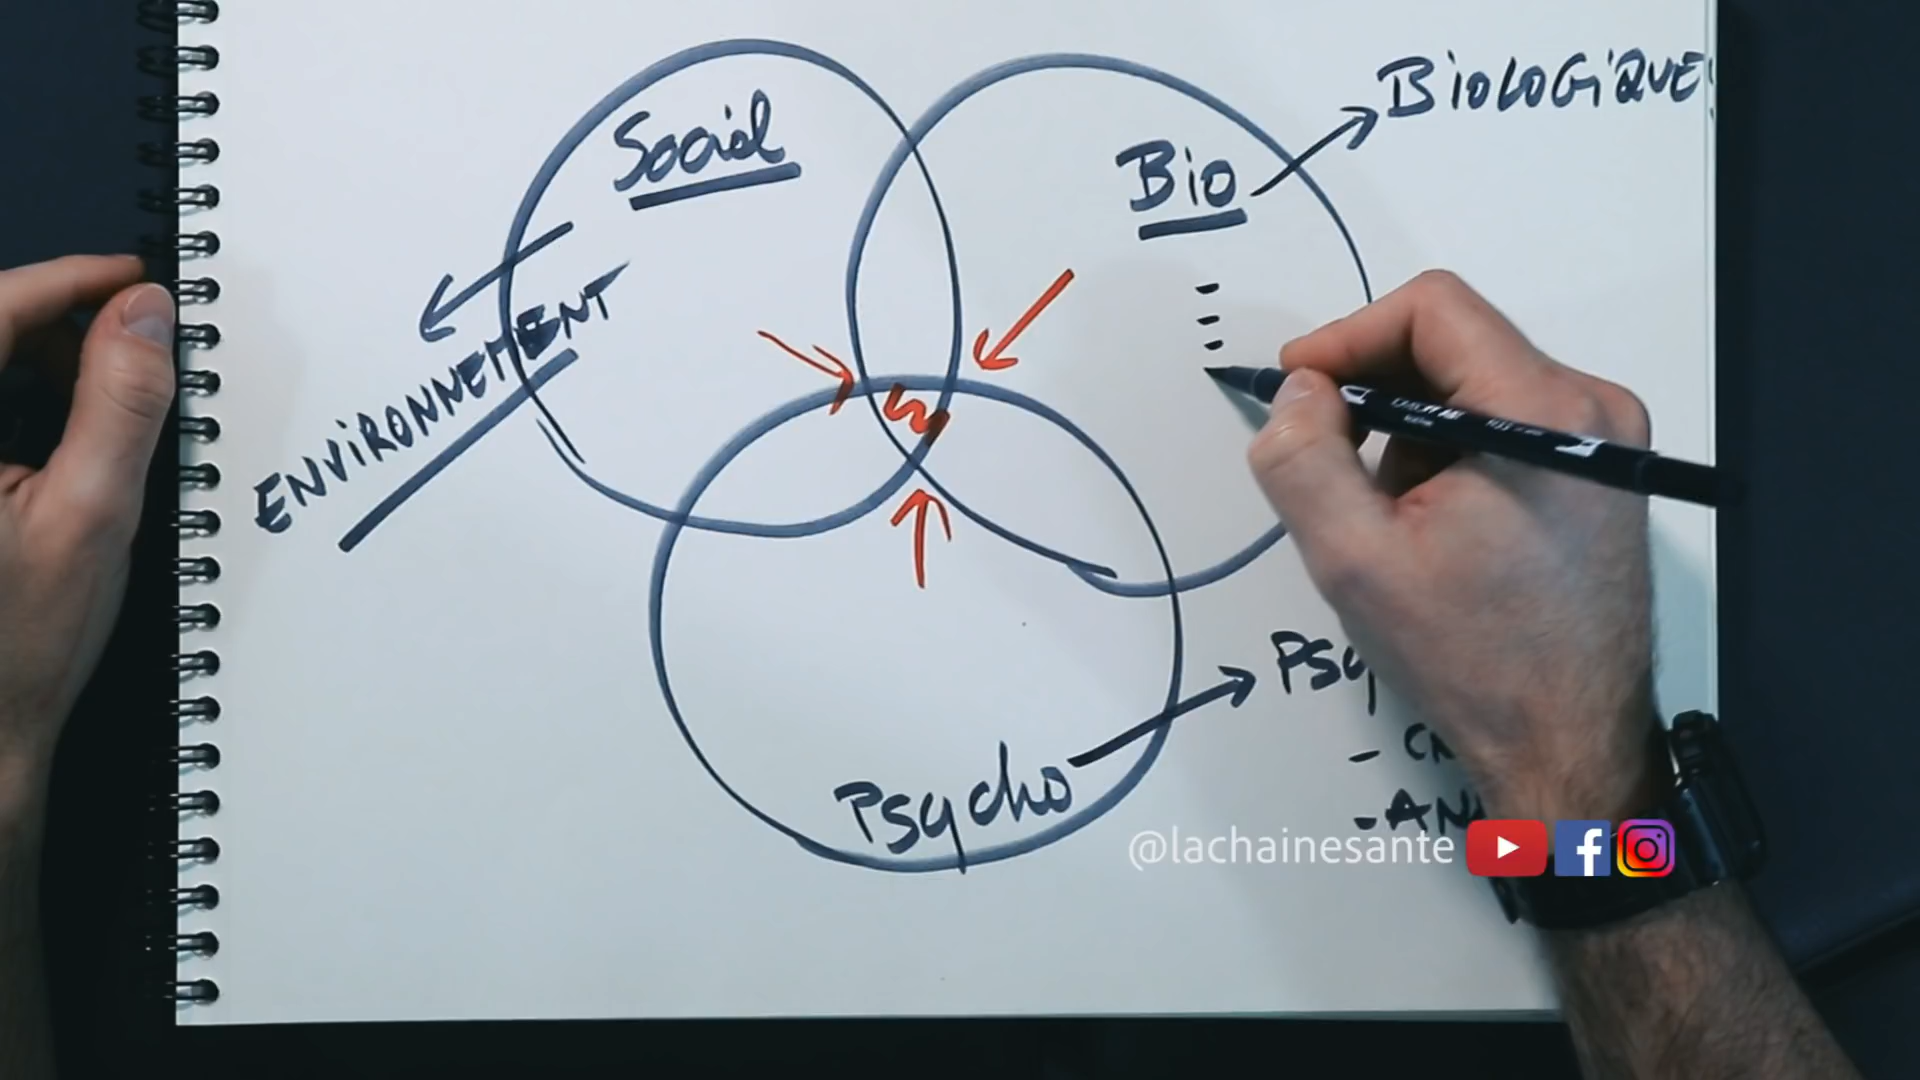 Social
Bio
BiOLOGiQUE
ENViRONNEMENT
Psycho
@lachainesante